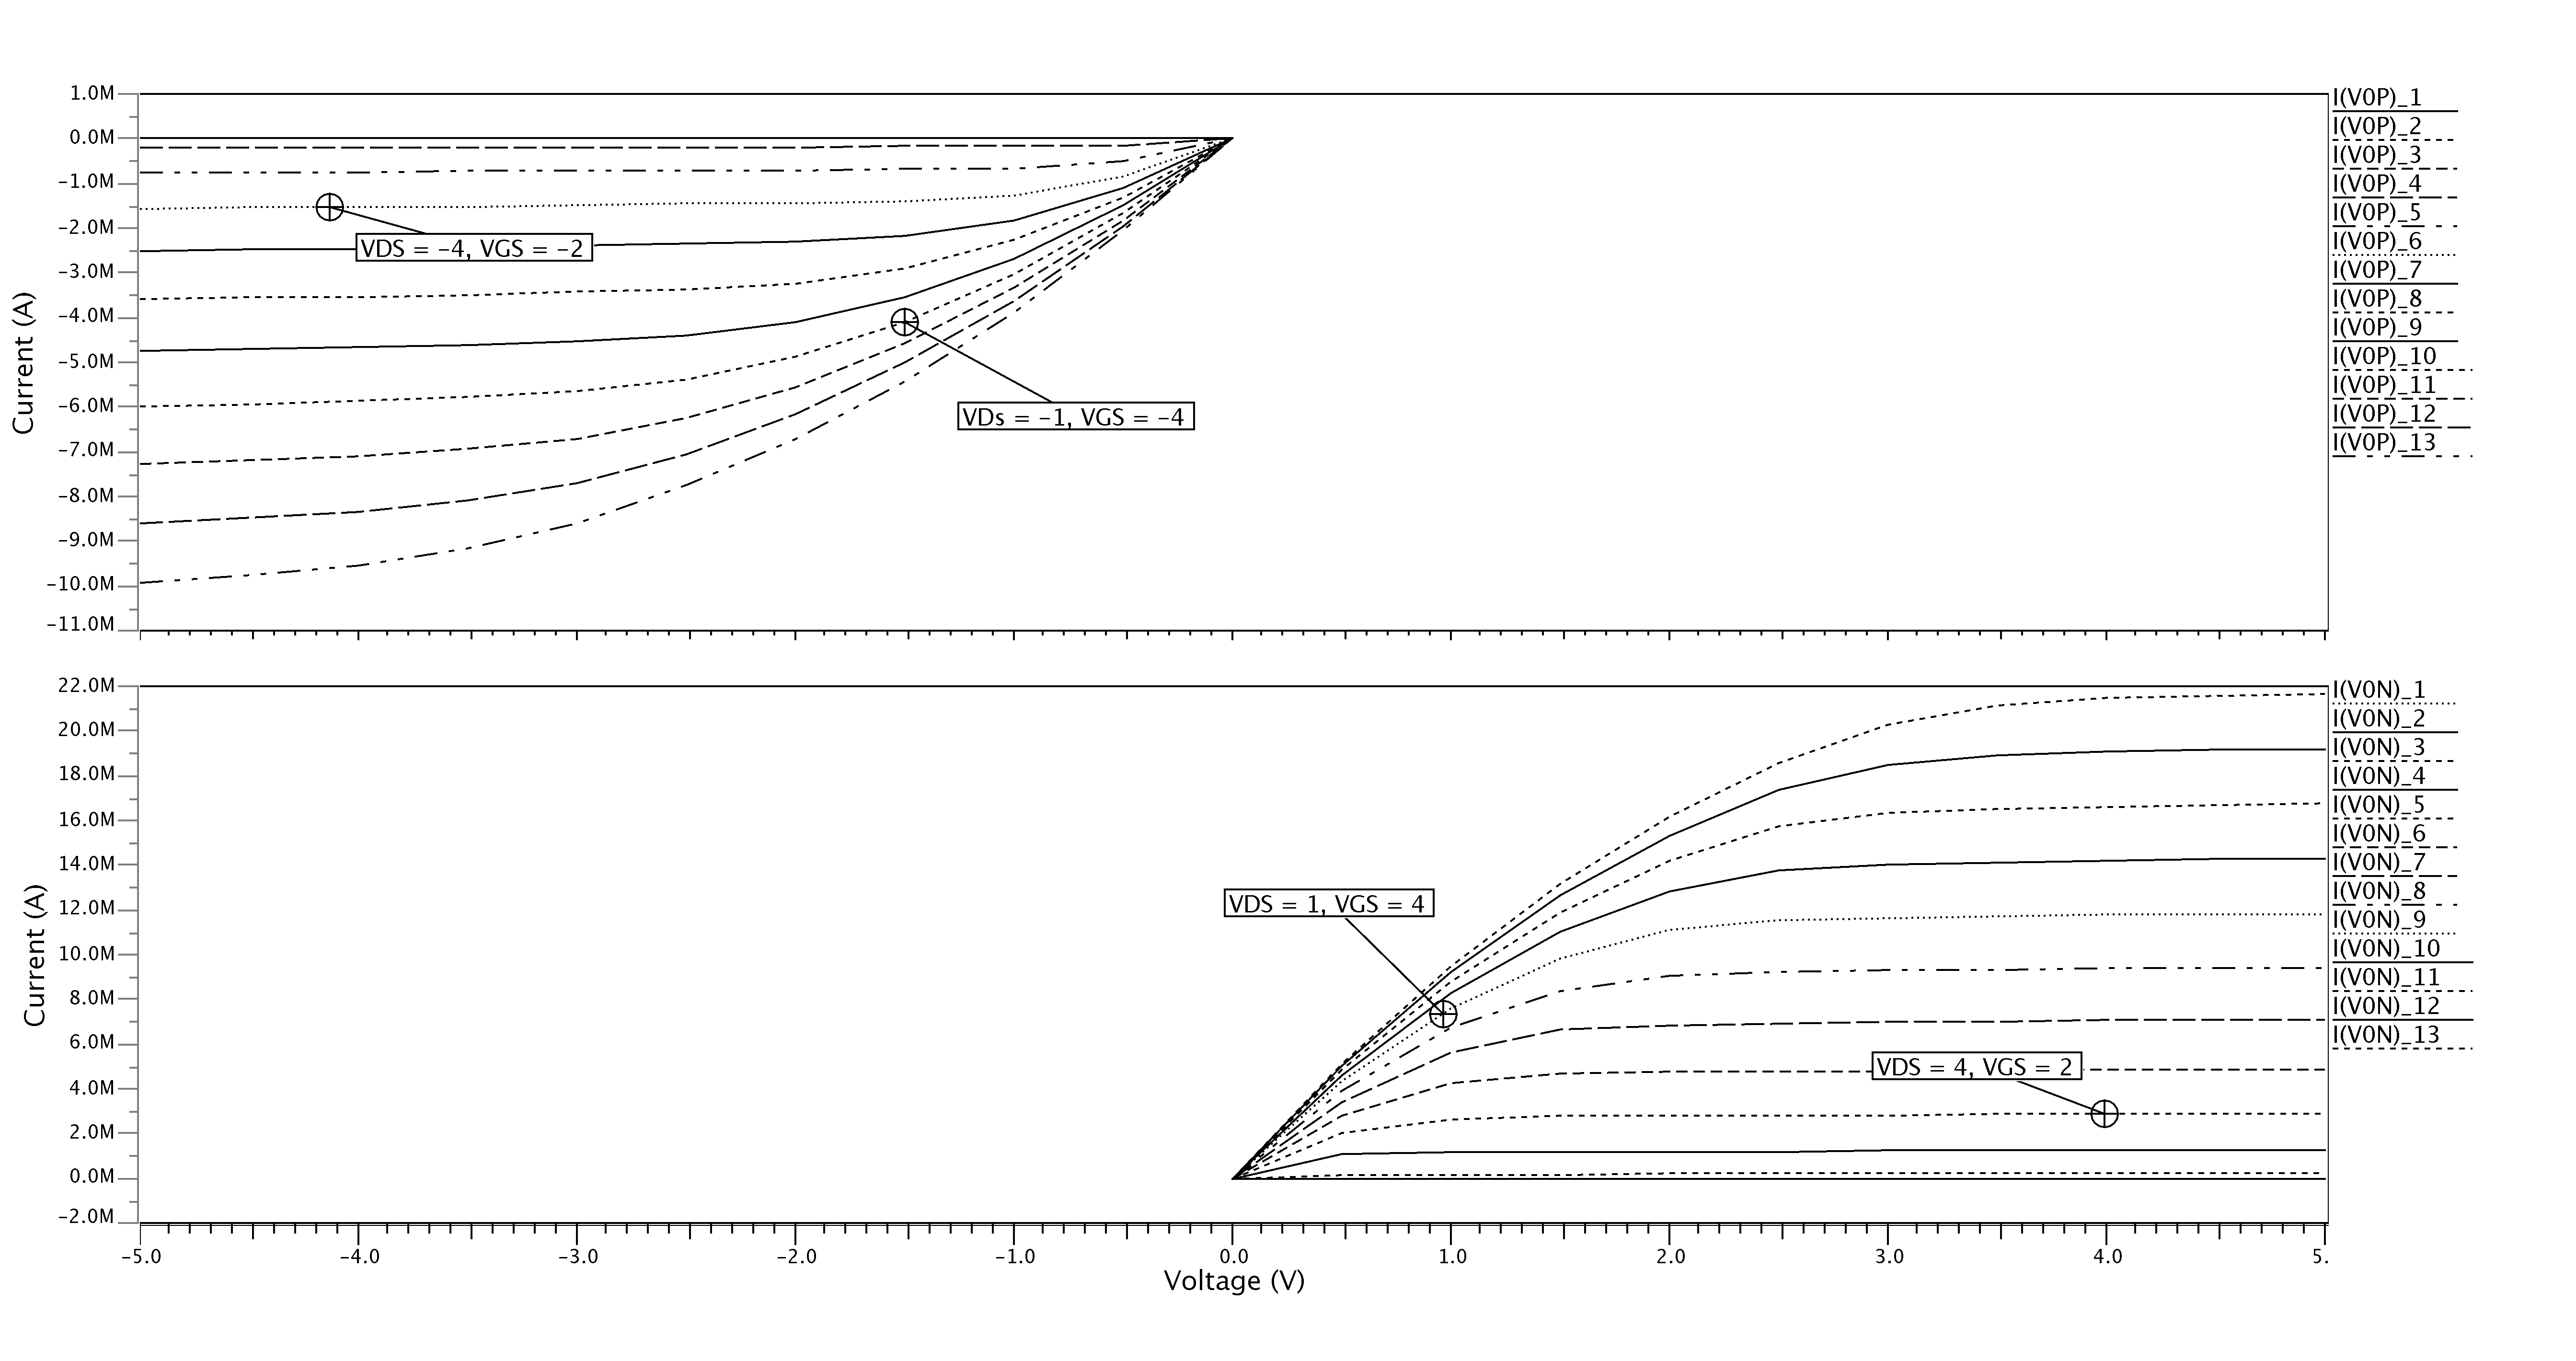 1.0M
0.0M
-1.0M
-2.0M
-3.0M
-4.0M
-5.0M
-6.0M
-7.0M
-8.0M
-9.0M
-10.0M
-11.0M
Current (A)
VDS = -4, VGS = -2
VDs = -1, VGS = -4
I(V0P)_1
I(V0P)_2
I(V0P)_3
I(V0P)_4
I(V0P)_5
I(V0P)_6
I(V0P)_7
I(V0P)_8
I(V0P)_9
I(V0P)_10
I(V0P)_11
I(V0P)_12
I(V0P)_13
22.0M
20.0M
18.0M
16.0M
14.0M
12.0M
10.0M
8.0M
6.0M
4.0M
2.0M
0.0M
-2.0M
Current (A)
VDS = 1, VGS = 4
VDS = 4, VGS = 2
I(V0N)_1
I(V0N)_2
I(V0N)_3
I(V0N)_4
I(V0N)_5
I(V0N)_6
I(V0N)_7
I(V0N)_8
I(V0N)_9
I(V0N)_10
I(V0N)_11
I(V0N)_12
I(V0N)_13
-5.0 -4.0 -3.0 -2.0 -1.0 0.0 1.0 2.0 3.0 4.0 5.
Voltage (V)